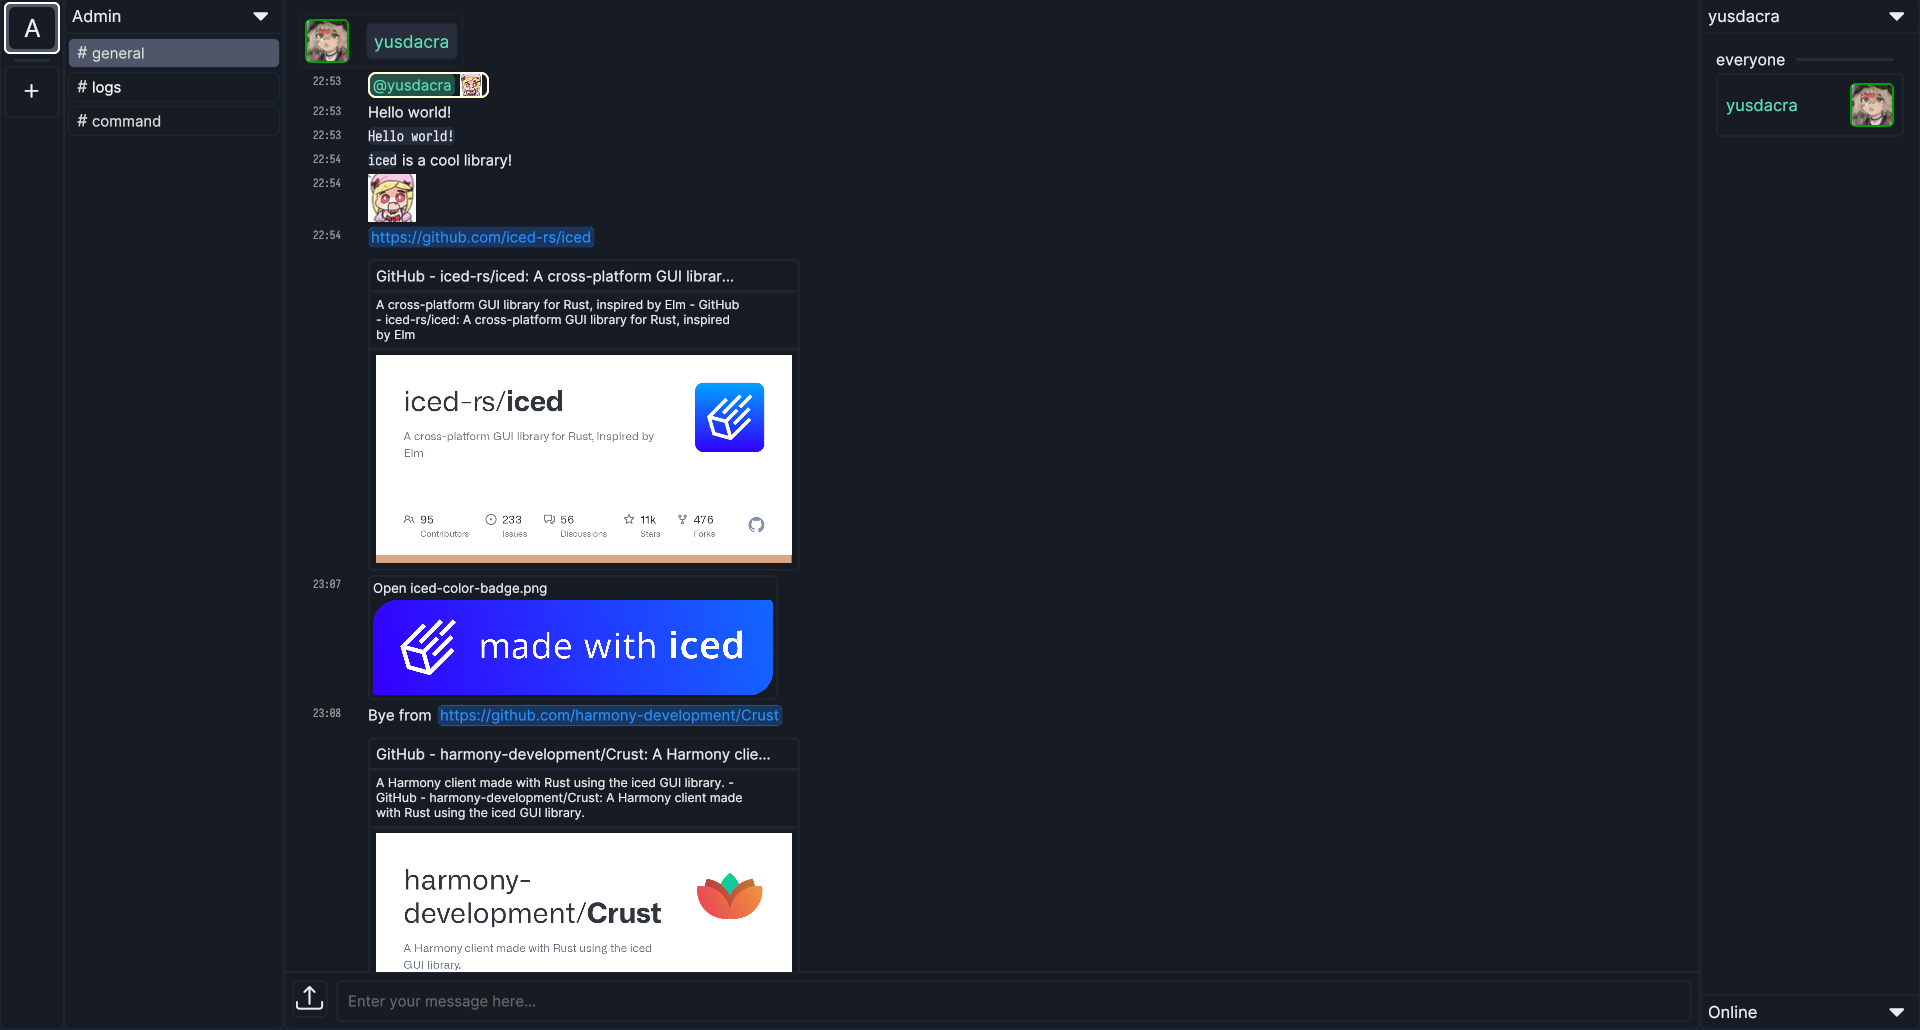 A
+
Admin
# general
# logs
# command
yusdacra
22:53
@yusdacra
22:53
Hello world!
22:53
Hello world!
22:54
iced is a cool library!
22:54
22:54
https://github.com/iced-rs/iced
GitHub - iced-rs/iced: A cross-platform GUI librar...
A cross-platform GUI library for Rust, inspired by Elm - GitHub
- iced-rs/iced: A cross-platform GUI library for Rust, inspired
by Elm
iced-rs/iced
A cross-platform GUI library for Rust, inspired by
Elm
95
Contributors
233
Issues
56
Discussions
11k
Stars
476
Forks
23:07
Open iced-color-badge.png
made with iced
23:08
Bye from https://github.com/harmony-development/Crust
GitHub - harmony-development/Crust: A Harmony clie...
A Harmony client made with Rust using the iced GUI library. -
GitHub - harmony-development/Crust: A Harmony client made
with Rust using the iced GUI library.
harmony-
development/Crust
A Harmony client made with Rust using the iced
GUI library.
Enter your message here...
yusdacra
everyone
yusdacra
Online